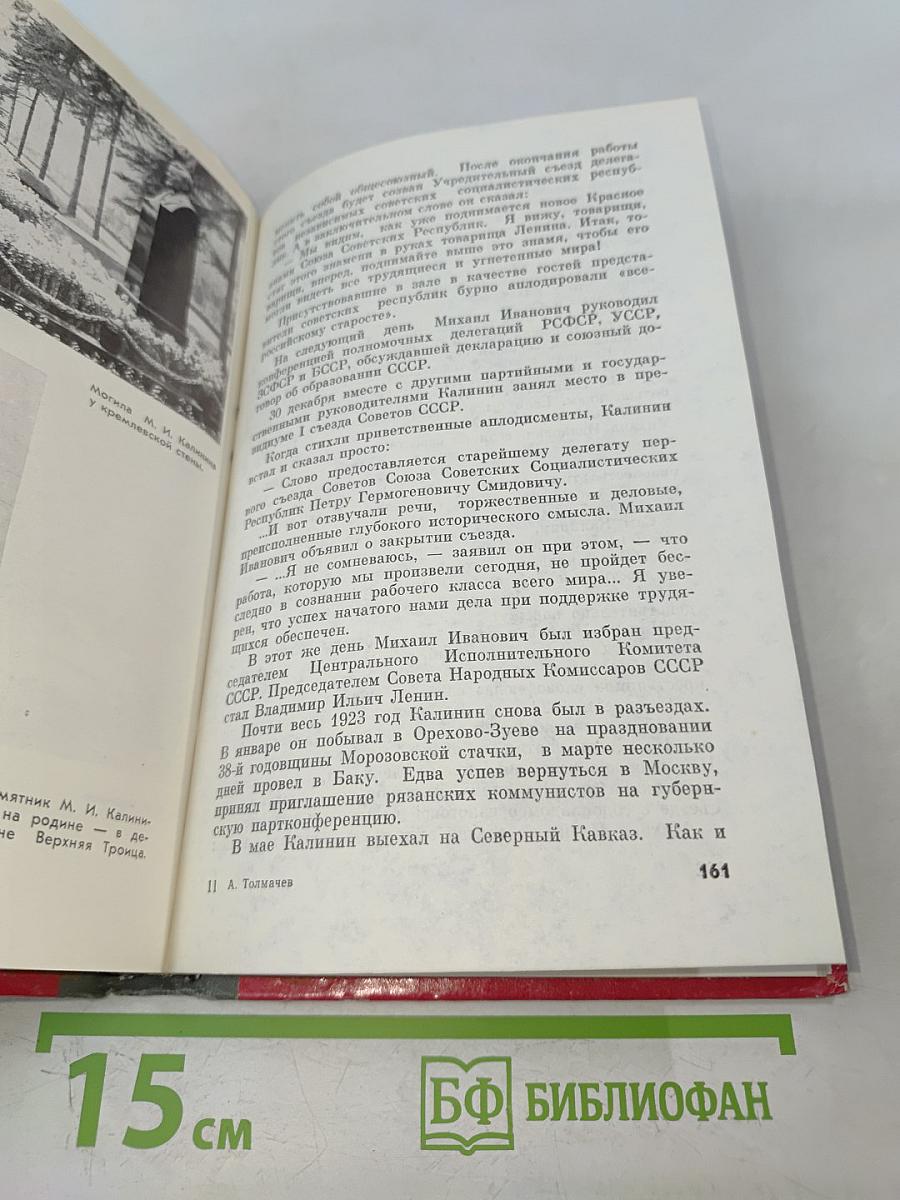 Могила М. И. Калинина
у кремлевской стены.
мятник М. И. Калини-
на родине — в де-
не Верхняя Троица.
собой общесоюзный. После окончания работы
съезда будет созван Учредительный съезд делега-
независимых советских социалистических респуб-
А в заключительном слове он сказал:
Мы видим, как уже поднимается новое Красное
Союза Советских Республик. Я вижу, товарищи,
стяг этого знамени в руках товарища Ленина. Итак, то-
варищи, вперед, поднимайте выше это знамя, чтобы его
могли видеть все трудящиеся и угнетенные мира!
Присутствовавшие в зале в качестве гостей предста-
вители советских республик бурно аплодировали «все-
российскому старосте».
На следующий день Михаил Иванович руководил
конференцией полномочных делегаций РСФСР, УССР,
ЗСФСР и БССР, обсуждавшей декларацию и союзный до-
говор об образовании СССР.
30 декабря вместе с другими партийными и государ-
ственными руководителями Калинин занял место в пре-
зидиуме I съезда Советов СССР.
Когда стихли приветственные аплодисменты, Калинин
встал и сказал просто:
— Слово предоставляется старейшему делегату пер-
вого съезда Советов Союза Советских Социалистических
Республик Петру Гермогеновичу Смидовичу.
...И вот отзвучали речи, торжественные и деловые,
преисполненные глубокого исторического смысла. Михаил
Иванович объявил о закрытии съезда.
— ...Я не сомневаюсь, — заявил он при этом, — что
работа, которую мы произвели сегодня, не пройдет бес-
следно в сознании рабочего класса всего мира... Я уве-
рен, что успех начатого нами дела при поддержке трудя-
щихся обеспечен.
В этот же день Михаил Иванович был избран пред-
седателем Центрального Исполнительного Комитета
СССР. Председателем Совета Народных Комиссаров СССР
стал Владимир Ильич Ленин.
Почти весь 1923 год Калинин снова был в разъездах.
В январе он побывал в Орехово-Зуеве на праздновании
38-й годовщины Морозовской стачки, в марте несколько
дней провел в Баку. Едва успев вернуться в Москву,
принял приглашение рязанских коммунистов на губерн-
скую партконференцию.
В мае Калинин выехал на Северный Кавказ. Как и
11 А. Толмачев
161
15 см
БФ БИБЛИОФАН